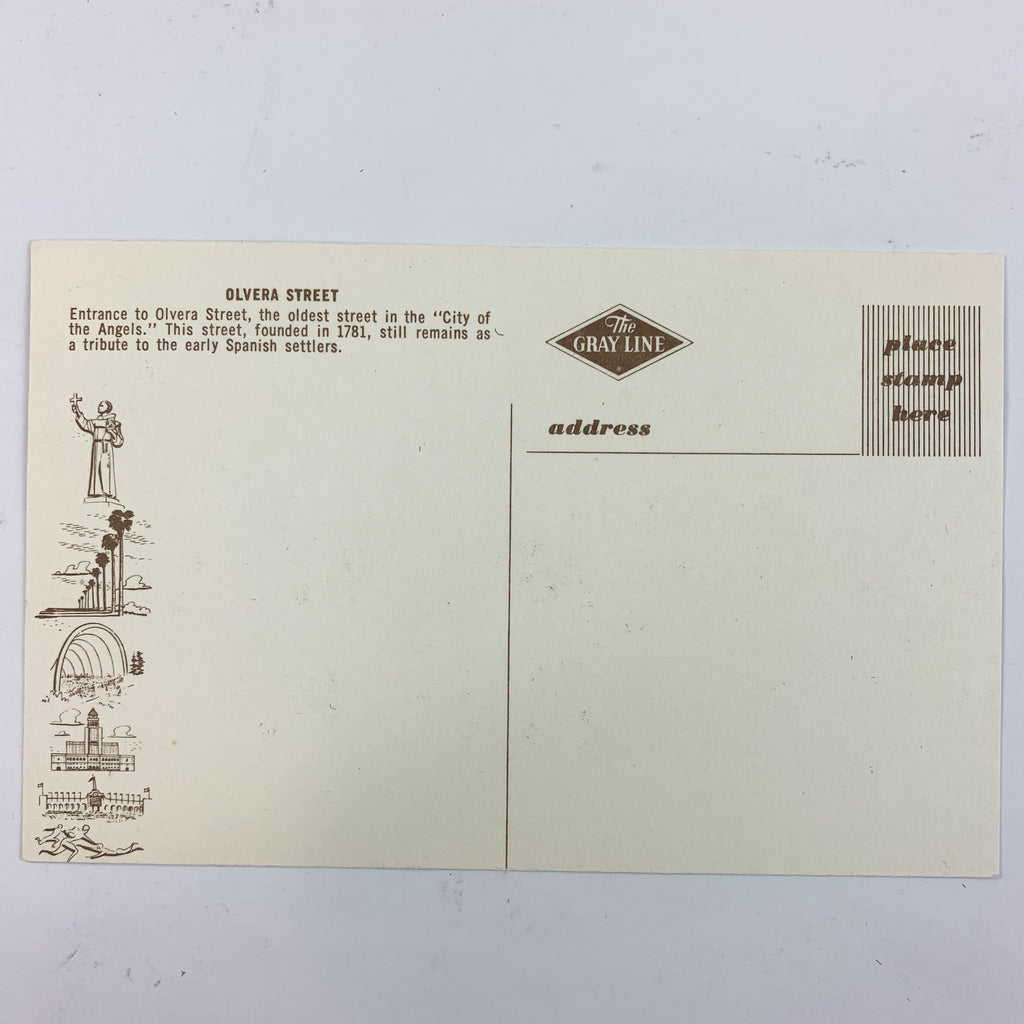 OLVERA STREET
Entrance to Olvera Street, the oldest street in the "City of
the Angels." This street, founded in 1781, still remains as
a tribute to the early Spanish settlers.
The
GRAY LINE
®
place
stamp
here
address